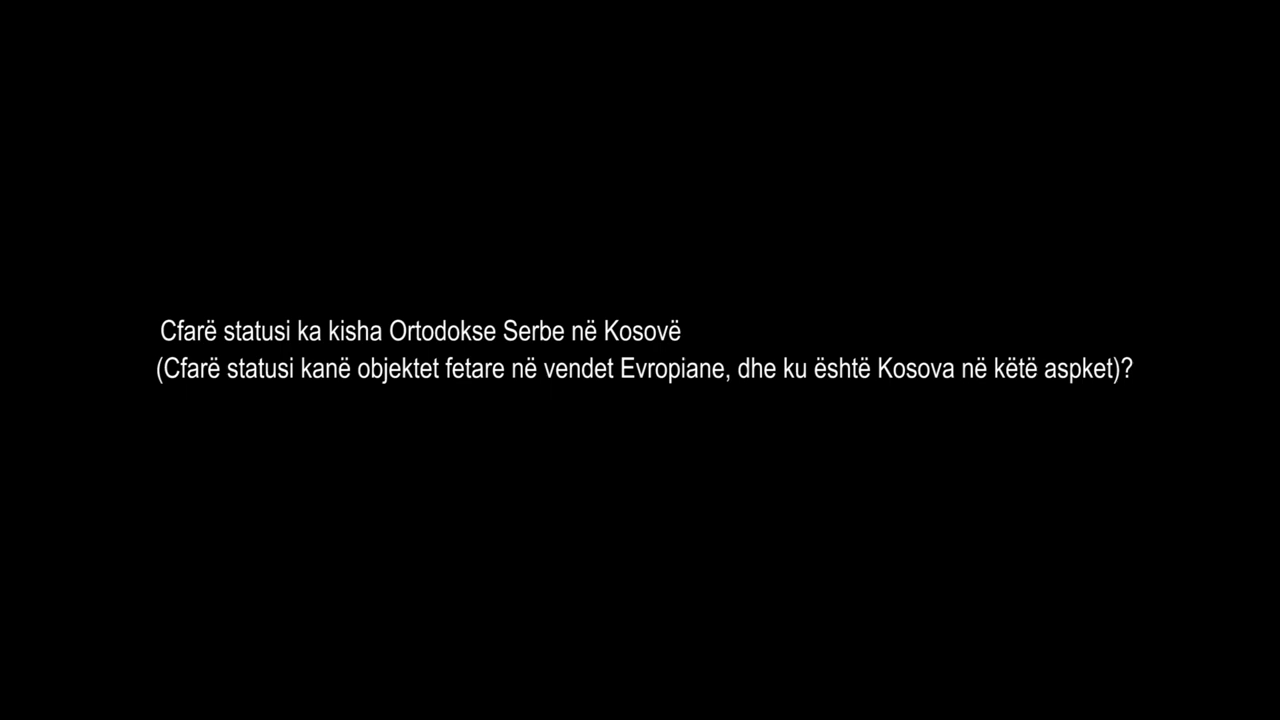 Cfarë statusi ka kisha Ortodokse Serbe në Kosovë
(Cfarë statusi kanë objektet fetare në vendet Evropiane, dhe ku është Kosova në këtë aspket)?